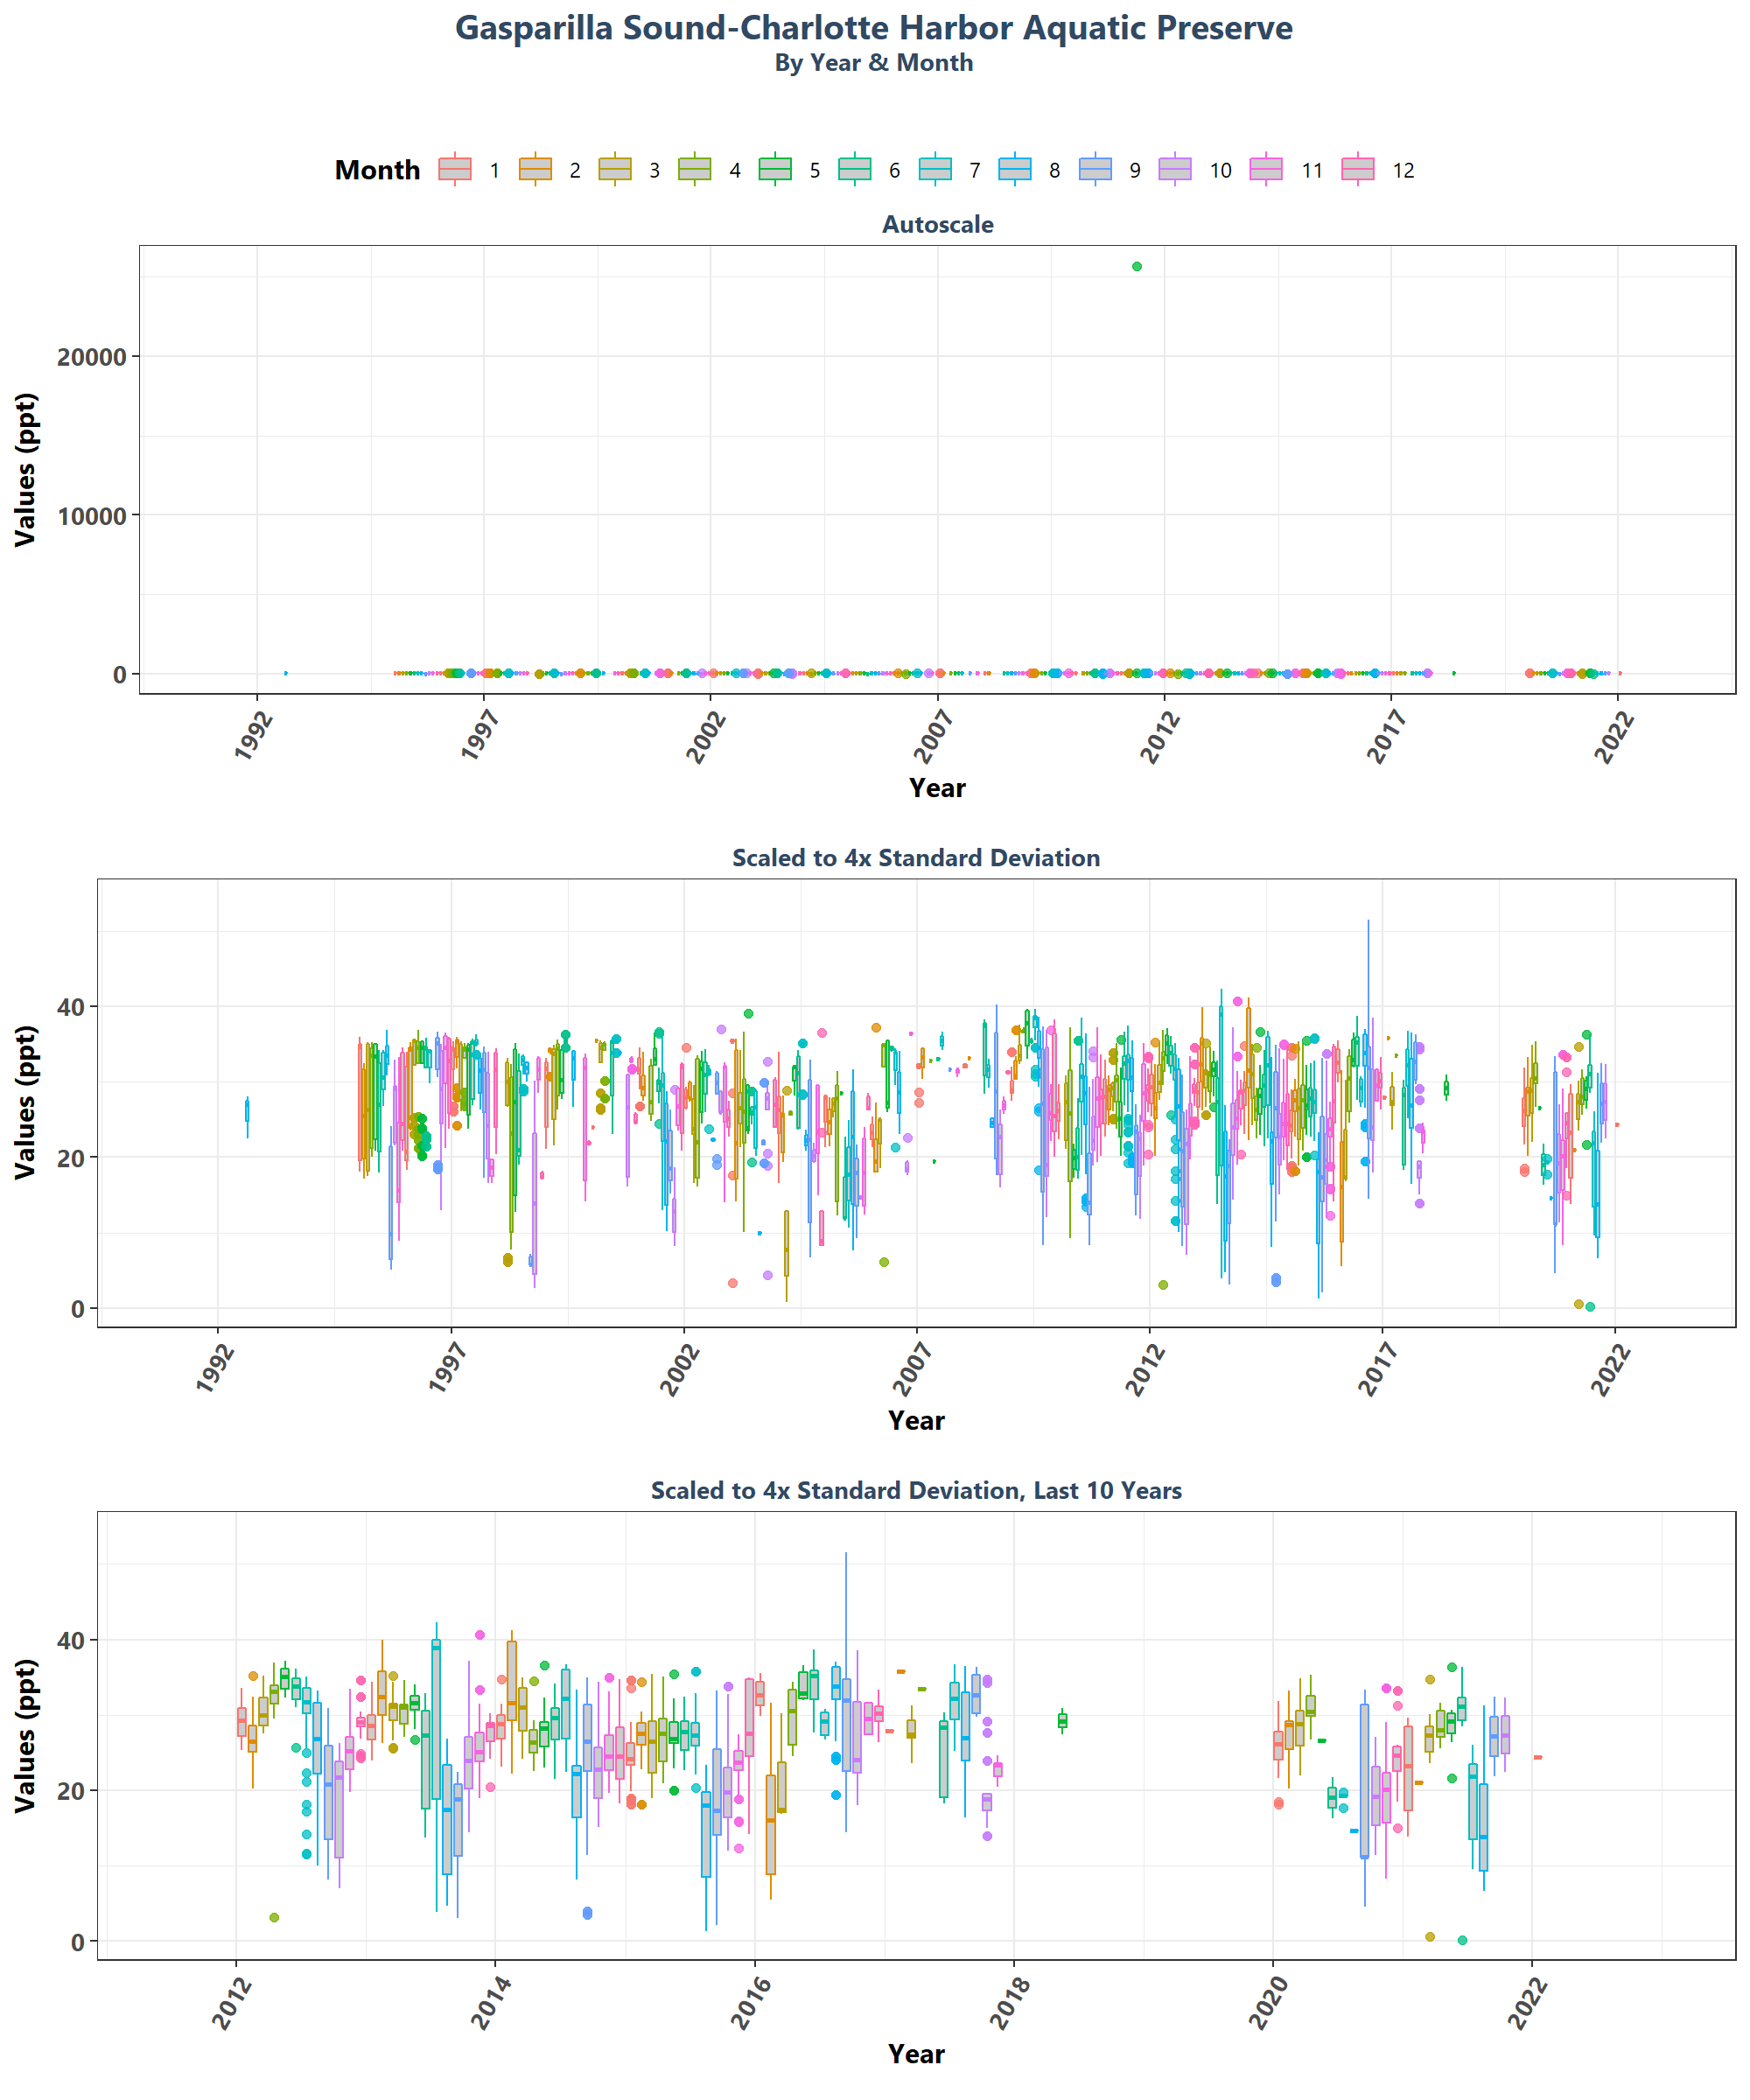 Gasparilla Sound-Charlotte Harbor Aquatic Preserve
By Year & Month
Month 1 2 3 4 5 6 7 8 9 10 11 12
Autoscale
Values (ppt)
20000
10000
0
1992 1997 2002 2007 2012 2017 2022
Year
Scaled to 4x Standard Deviation
Values (ppt)
40
20
0
1992 1997 2002 2007 2012 2017 2022
Year
Scaled to 4x Standard Deviation, Last 10 Years
Values (ppt)
40
20
0
2012 2014 2016 2018 2020 2022
Year